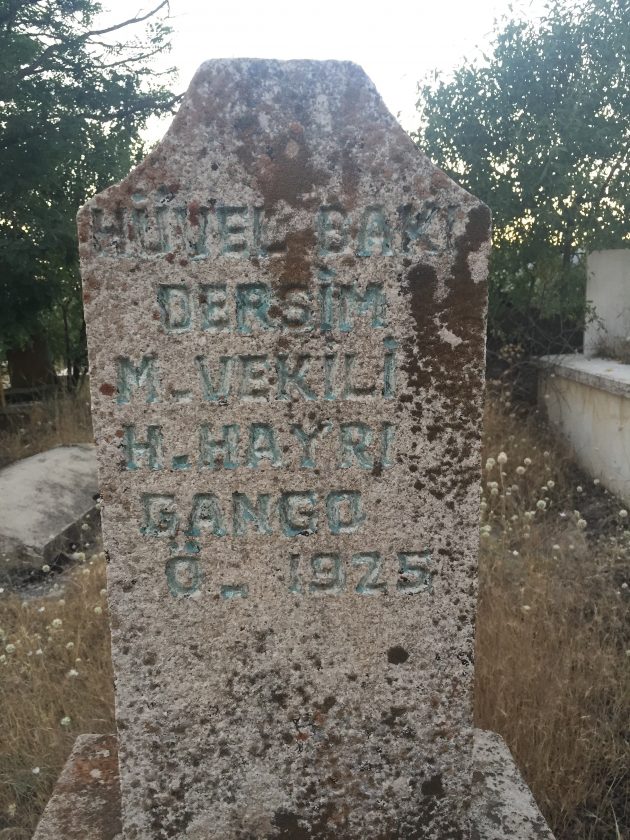 HÜVEL BAKİ
DERSİM
M. VEKİLİ
H. HAYRİ
GANGO
Ö. 1925